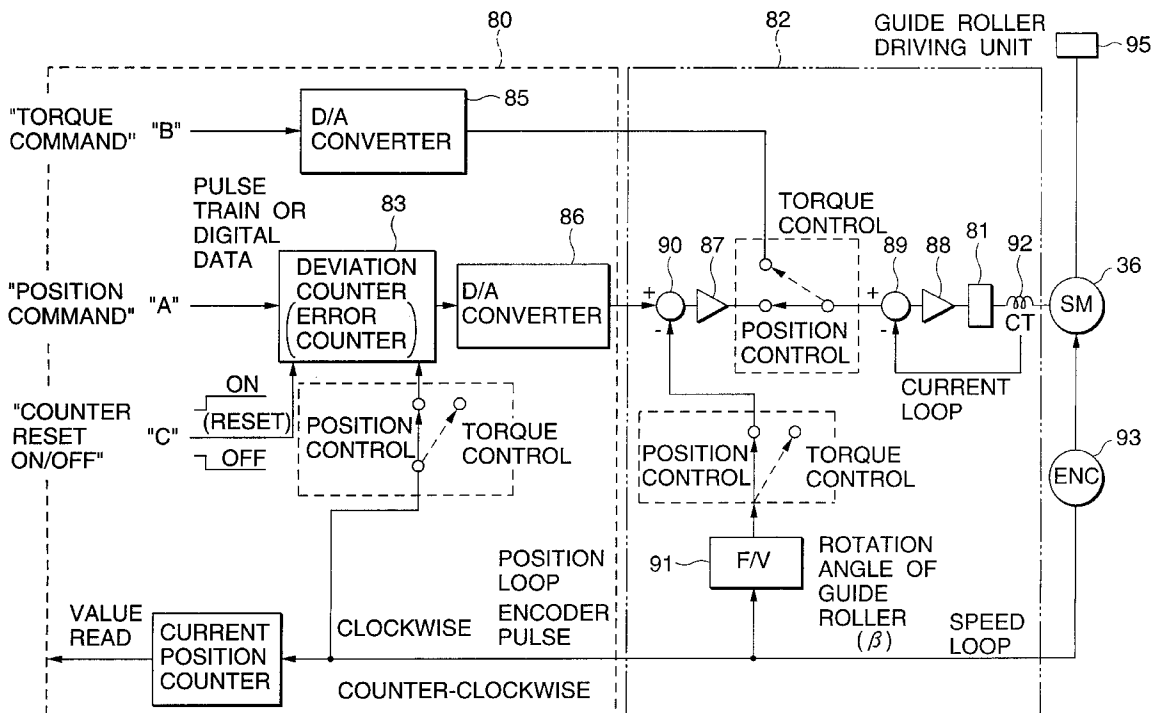 80
82
GUIDE ROLLER
DRIVING UNIT
95
"TORQUE
COMMAND"
"B"
D/A
CONVERTER
85
PULSE
TRAIN OR
DIGITAL
DATA
83
86
TORQUE
CONTROL
90
87
89
88
81
92
36
"POSITION
COMMAND"
"A"
DEVIATION
COUNTER
(ERROR
COUNTER)
D/A
CONVERTER
+
-
POSITION
CONTROL
+
-
CT
SM
CURRENT
LOOP
"COUNTER
RESET
ON/OFF"
"C"
ON
(RESET)
OFF
POSITION
CONTROL
TORQUE
CONTROL
POSITION
CONTROL
TORQUE
CONTROL
93
ENC
91
F/V
ROTATION
ANGLE OF
GUIDE
ROLLER
(β)
POSITION
LOOP
ENCODER
PULSE
SPEED
LOOP
VALUE
READ
CURRENT
POSITION
COUNTER
CLOCKWISE
COUNTER-CLOCKWISE